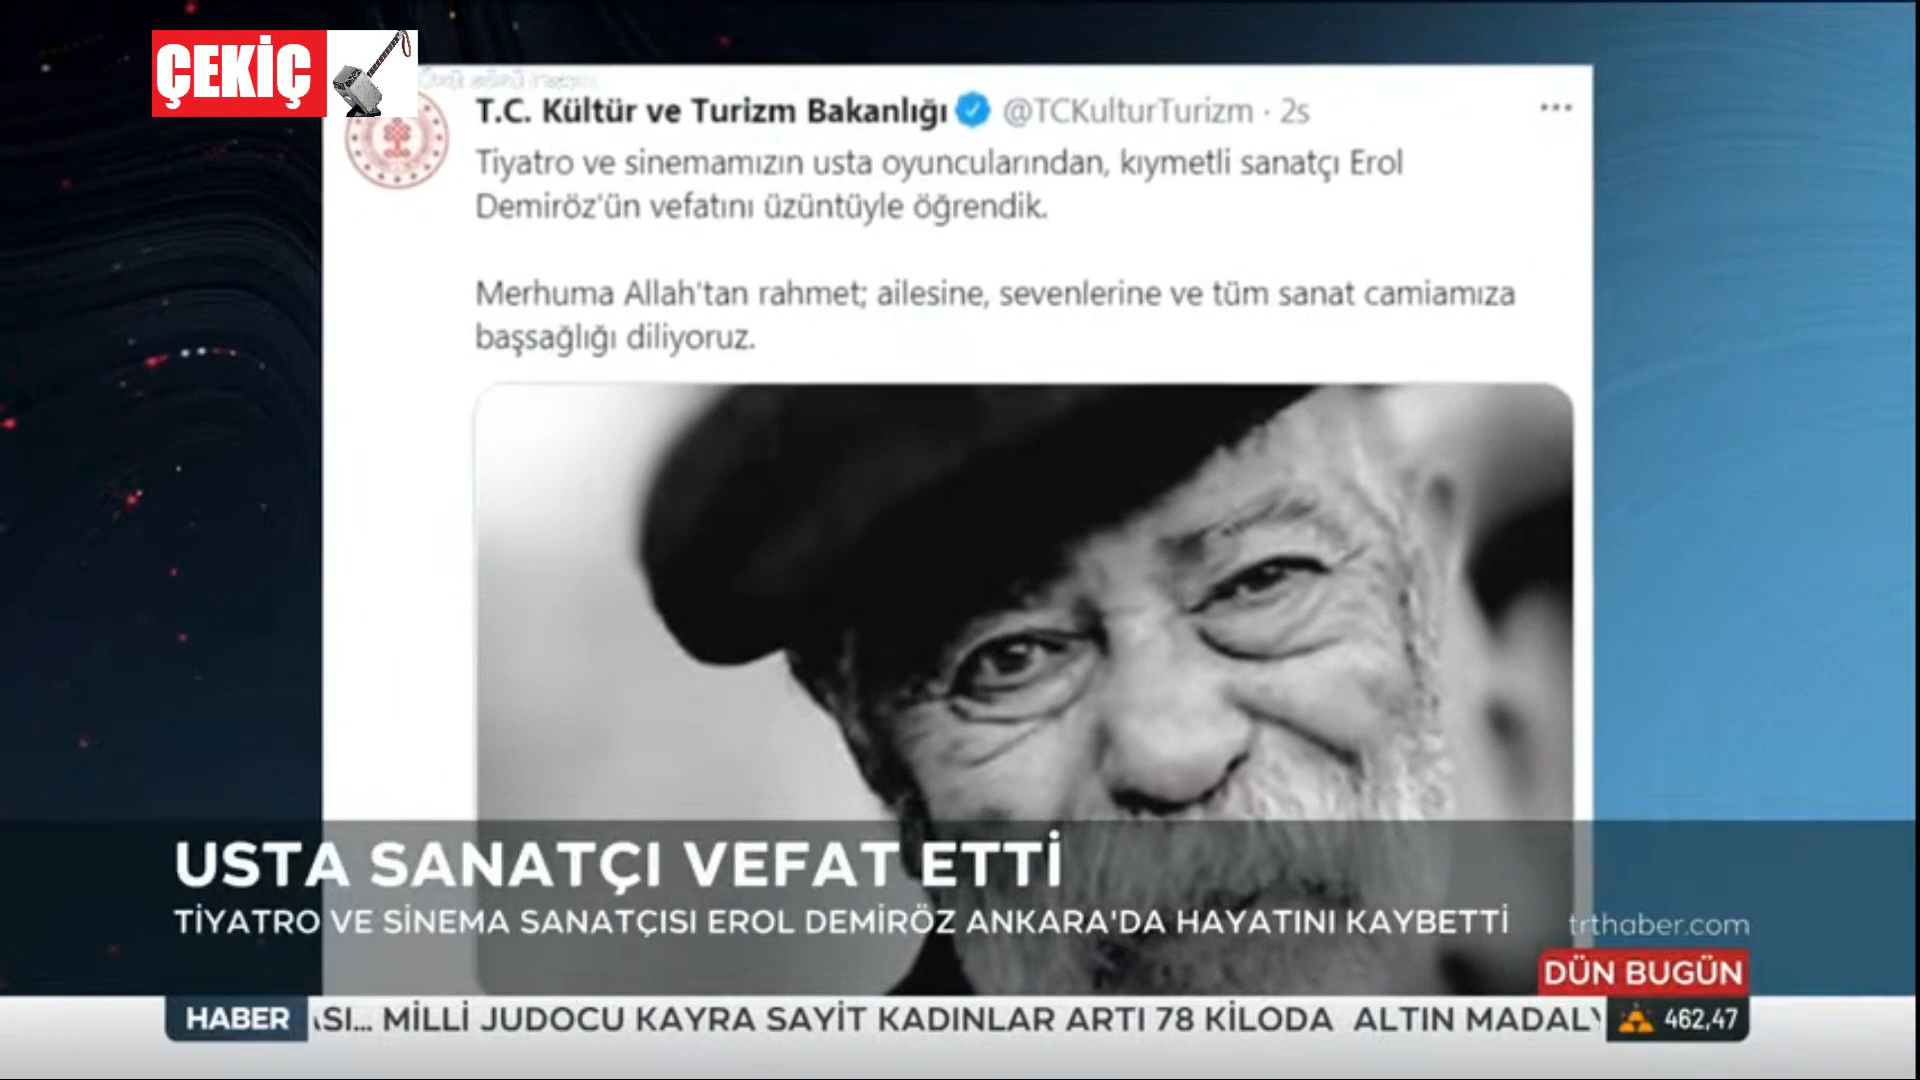 ÇEKİÇ
T.C. Kültür ve Turizm Bakanlığı @TCKulturTurizm · 2s
Tiyatro ve sinemamızın usta oyuncularından, kıymetli sanatçı Erol
Demiröz'ün vefatını üzüntüyle öğrendik.
Merhuma Allah'tan rahmet; ailesine, sevenlerine ve tüm sanat camiamıza
başsağlığı diliyoruz.
USTA SANATÇI VEFAT ETTİ
TİYATRO VE SİNEMA SANATÇISI EROL DEMİRÖZ ANKARA'DA HAYATINI KAYBETTİ
trthaber.com
DÜN BUGÜN
HABER SI... MİLLİ JUDOCU KAYRA SAYİT KADINLAR ARTI 78 KİLODA ALTIN MADAL 462,47